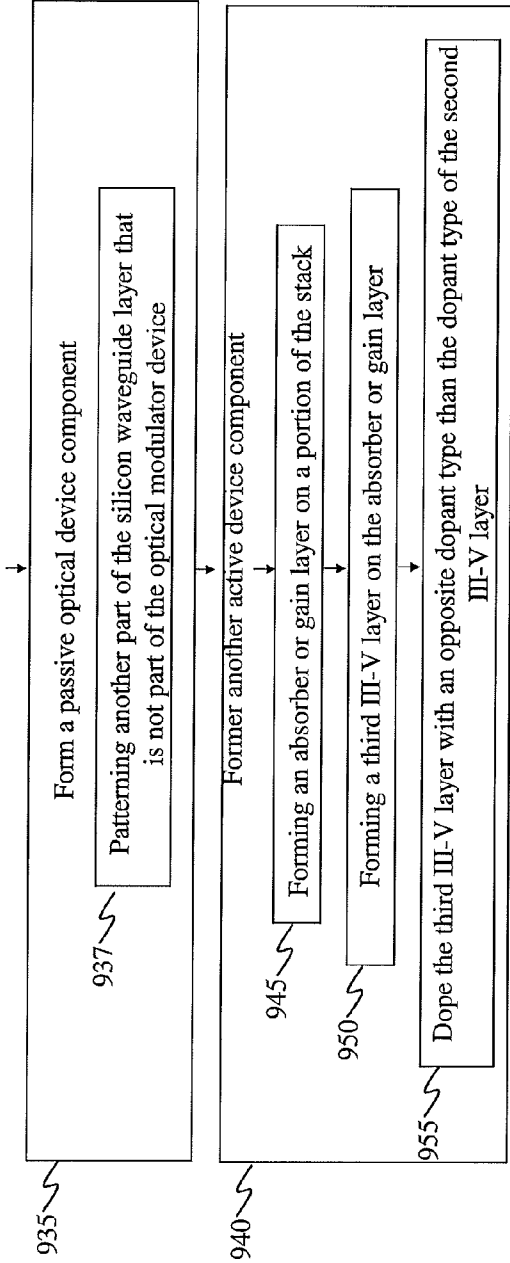 Form a passive optical device component
935
Patterning another part of the silicon waveguide layer that
is not part of the optical modulator device
937
Former another active device component
940
Forming an absorber or gain layer on a portion of the stack
945
Forming a third III-V layer on the absorber or gain layer
950
Dope the third III-V layer with an opposite dopant type than the dopant type of the second
III-V layer
955